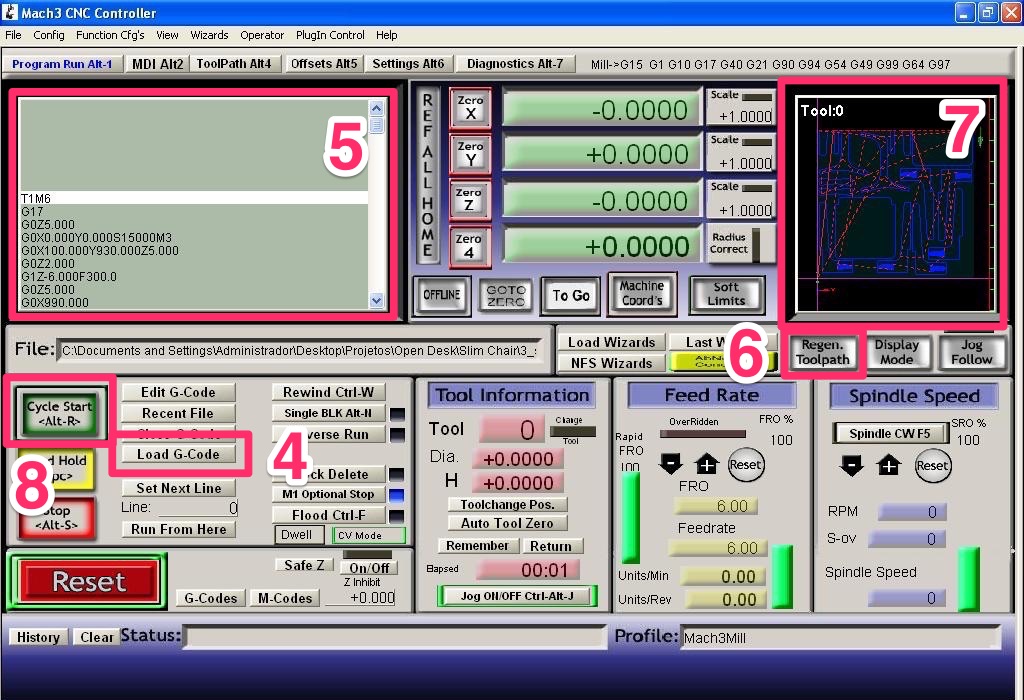 Mach3 CNC Controller
File Config Function Cfg's View Wizards Operator PlugIn Control Help
Program Run Alt-1 MDI Alt2 ToolPath Alt4 Offsets Alt5 Settings Alt6 Diagnostics Alt-7 Mill->G15 G1 G10 G17 G40 G21 G90 G94 G54 G49 G99 G64 G97
5
T1M6
G17
G0Z5.000
G0X0.000Y0.000S15000M3
G0X100.000Y930.000Z5.000
G0Z2.000
G1Z-6.000F300.0
G0Z5.000
G0X990.000
REF ALL HOME
Zero X -0.0000 Scale +1.0000
Zero Y +0.0000 Scale +1.0000
Zero Z -0.0000 Scale +1.0000
Zero 4 +0.0000 Radius Correct
OFFLINE GOTO ZERO To Go Machine Coord's Soft Limits
Tool:0
7
File: C:\Documents and Settings\Administrador\Desktop\Projetos\Open Desk\Slim Chair\3_
Load Wizards Last
NFS Wizards
6
Regen. Toolpath Display Mode Jog Follow
Cycle Start
<Alt-R>
Hold
8
<Alt-S>
Edit G-Code
Recent File
Load G-Code
4
Set Next Line
Line: 0
Run From Here
Rewind Ctrl-W
Single BLK Alt-N
Run
Delete
M1 Optional Stop
Flood Ctrl-F
Dwell CV Mode
Reset
Safe Z On/Off
Z Inhibit
G-Codes M-Codes +0.000
Tool Information
Tool 0 Change Tool
Dia. +0.0000
H +0.0000
Toolchange Pos.
Auto Tool Zero
Remember Return
Elapsed 00:01
Jog ON/OFF Ctrl-Alt-J
Feed Rate
OverRidden FRO %
100
Rapid FRO
100
Reset
FRO
6.00
Feedrate
6.00
Units/Min 0.00
Units/Rev 0.00
Spindle Speed
Spindle CW F5 SRO %
100
Reset
RPM 0
S-ov 0
Spindle Speed
0
History Clear Status: Profile: Mach3Mill